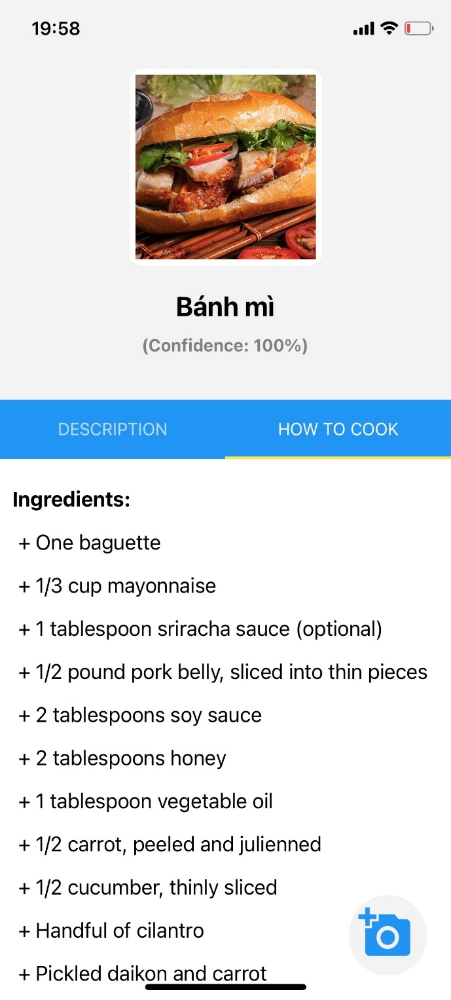 19:58
Bánh mì
(Confidence: 100%)
DESCRIPTION
HOW TO COOK
Ingredients:
+ One baguette
+ 1/3 cup mayonnaise
+ 1 tablespoon sriracha sauce (optional)
+ 1/2 pound pork belly, sliced into thin pieces
+ 2 tablespoons soy sauce
+ 2 tablespoons honey
+ 1 tablespoon vegetable oil
+ 1/2 carrot, peeled and julienned
+ 1/2 cucumber, thinly sliced
+ Handful of cilantro
+ Pickled daikon and carrot